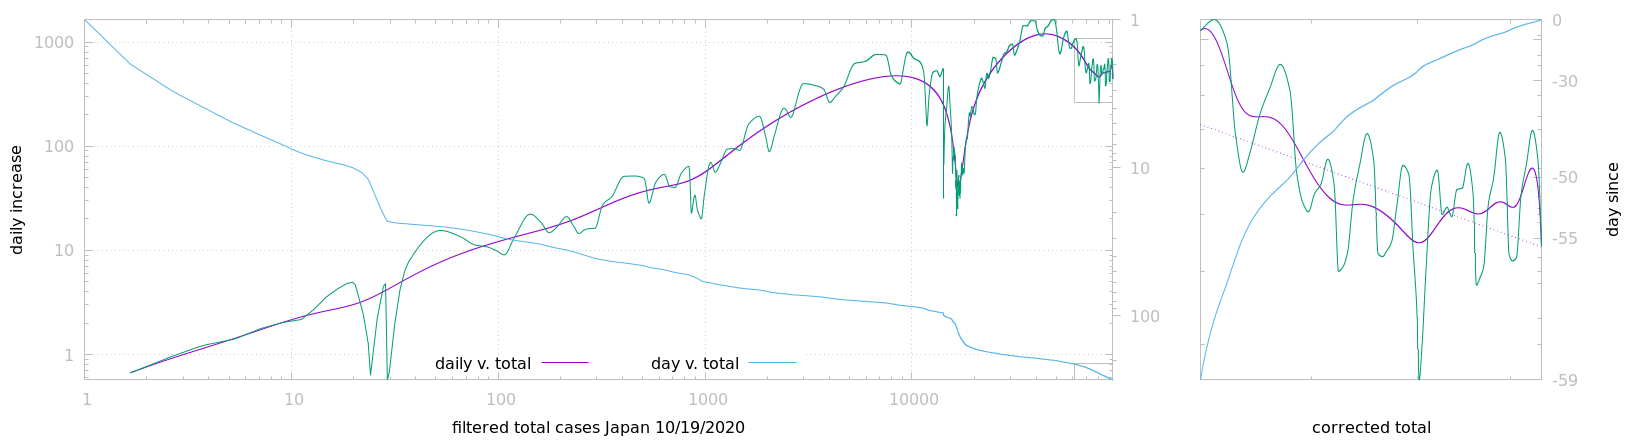 1000
100
10
1
daily increase
1
10
100
1000
10000
1
10
100
daily v. total
day v. total
filtered total cases Japan 10/19/2020
0
-30
-50
-55
-59
day since
corrected total